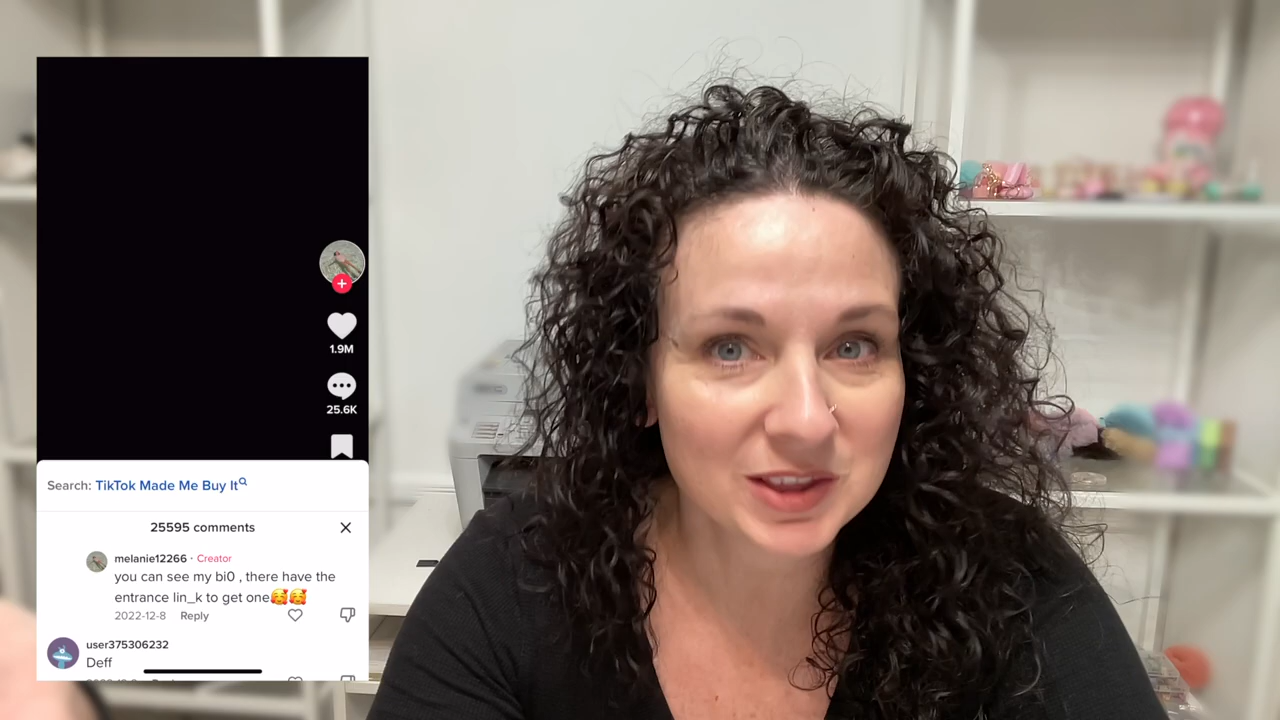 1.9M
25.6K
Search: TikTok Made Me Buy It
25595 comments
melanie12266 · Creator
you can see my bi0 , there have the
entrance lin_k to get one🥰🥰
2022-12-8 Reply
user375306232
Deff